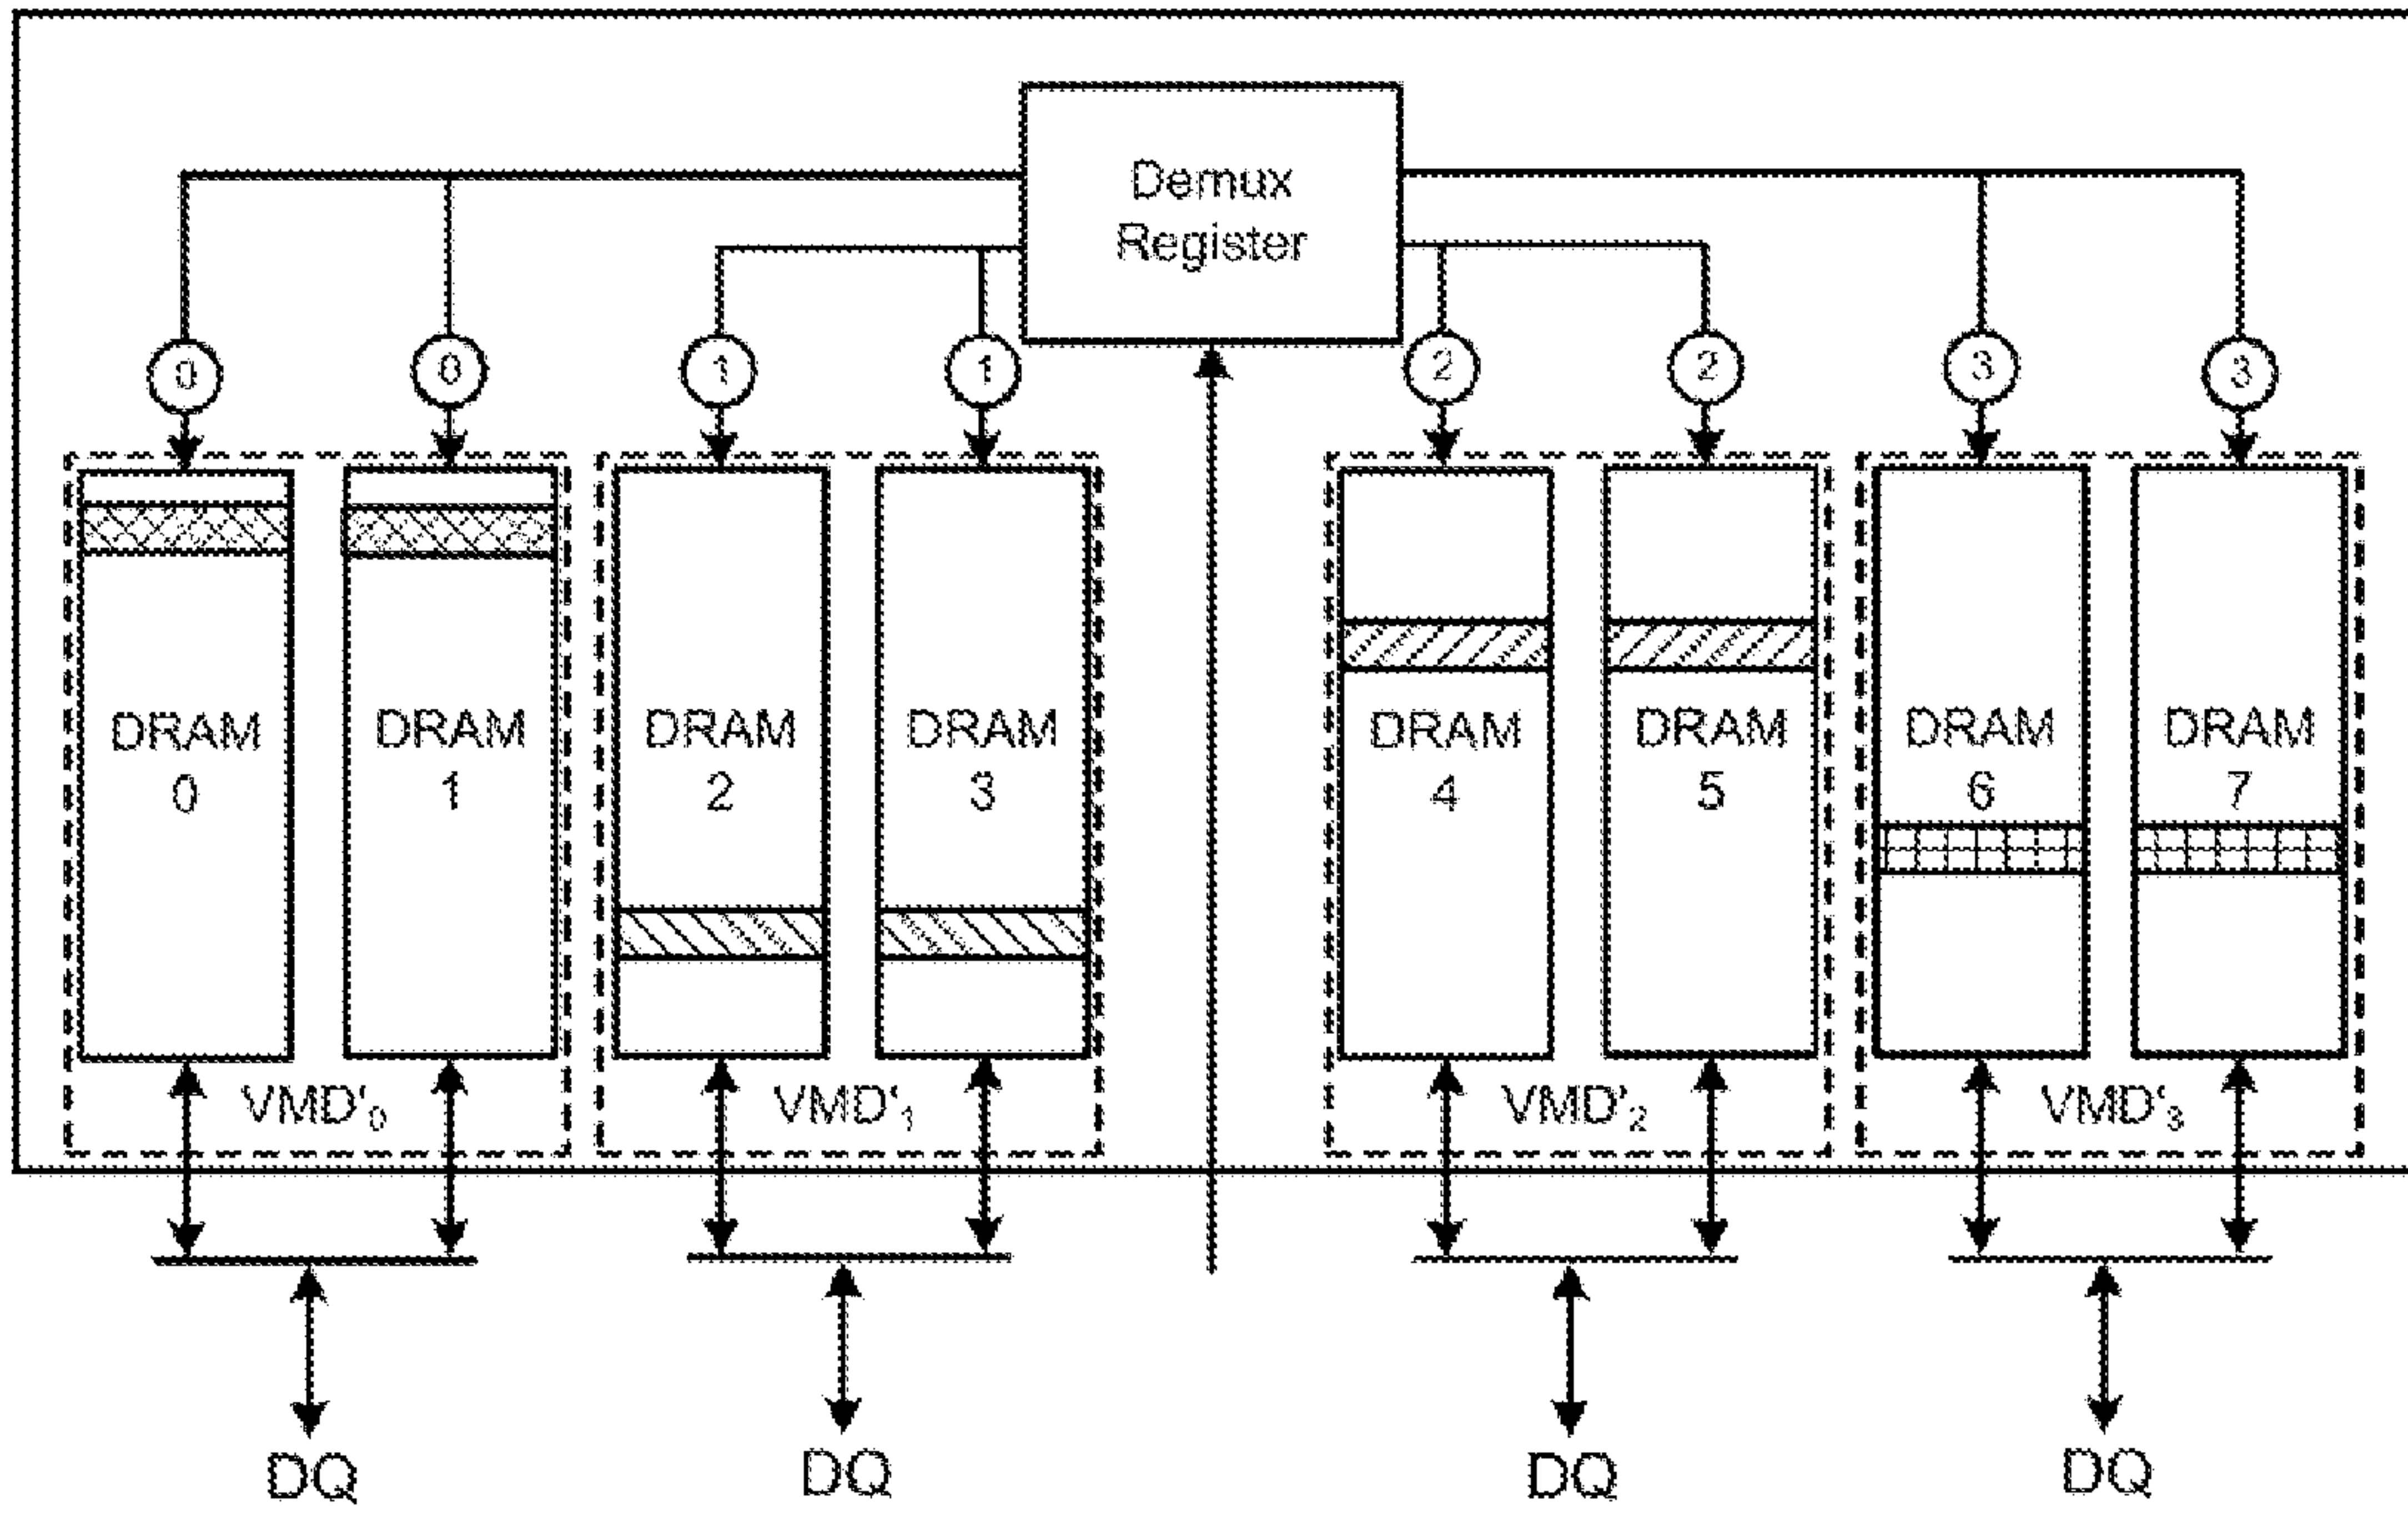 Demux
Register
0 0 1 1 2 2 3 3
DRAM DRAM DRAM DRAM DRAM DRAM DRAM DRAM
0 1 2 3 4 5 6 7
VMD'0 VMD'1 VMD'2 VMD'3
DQ DQ DQ DQ